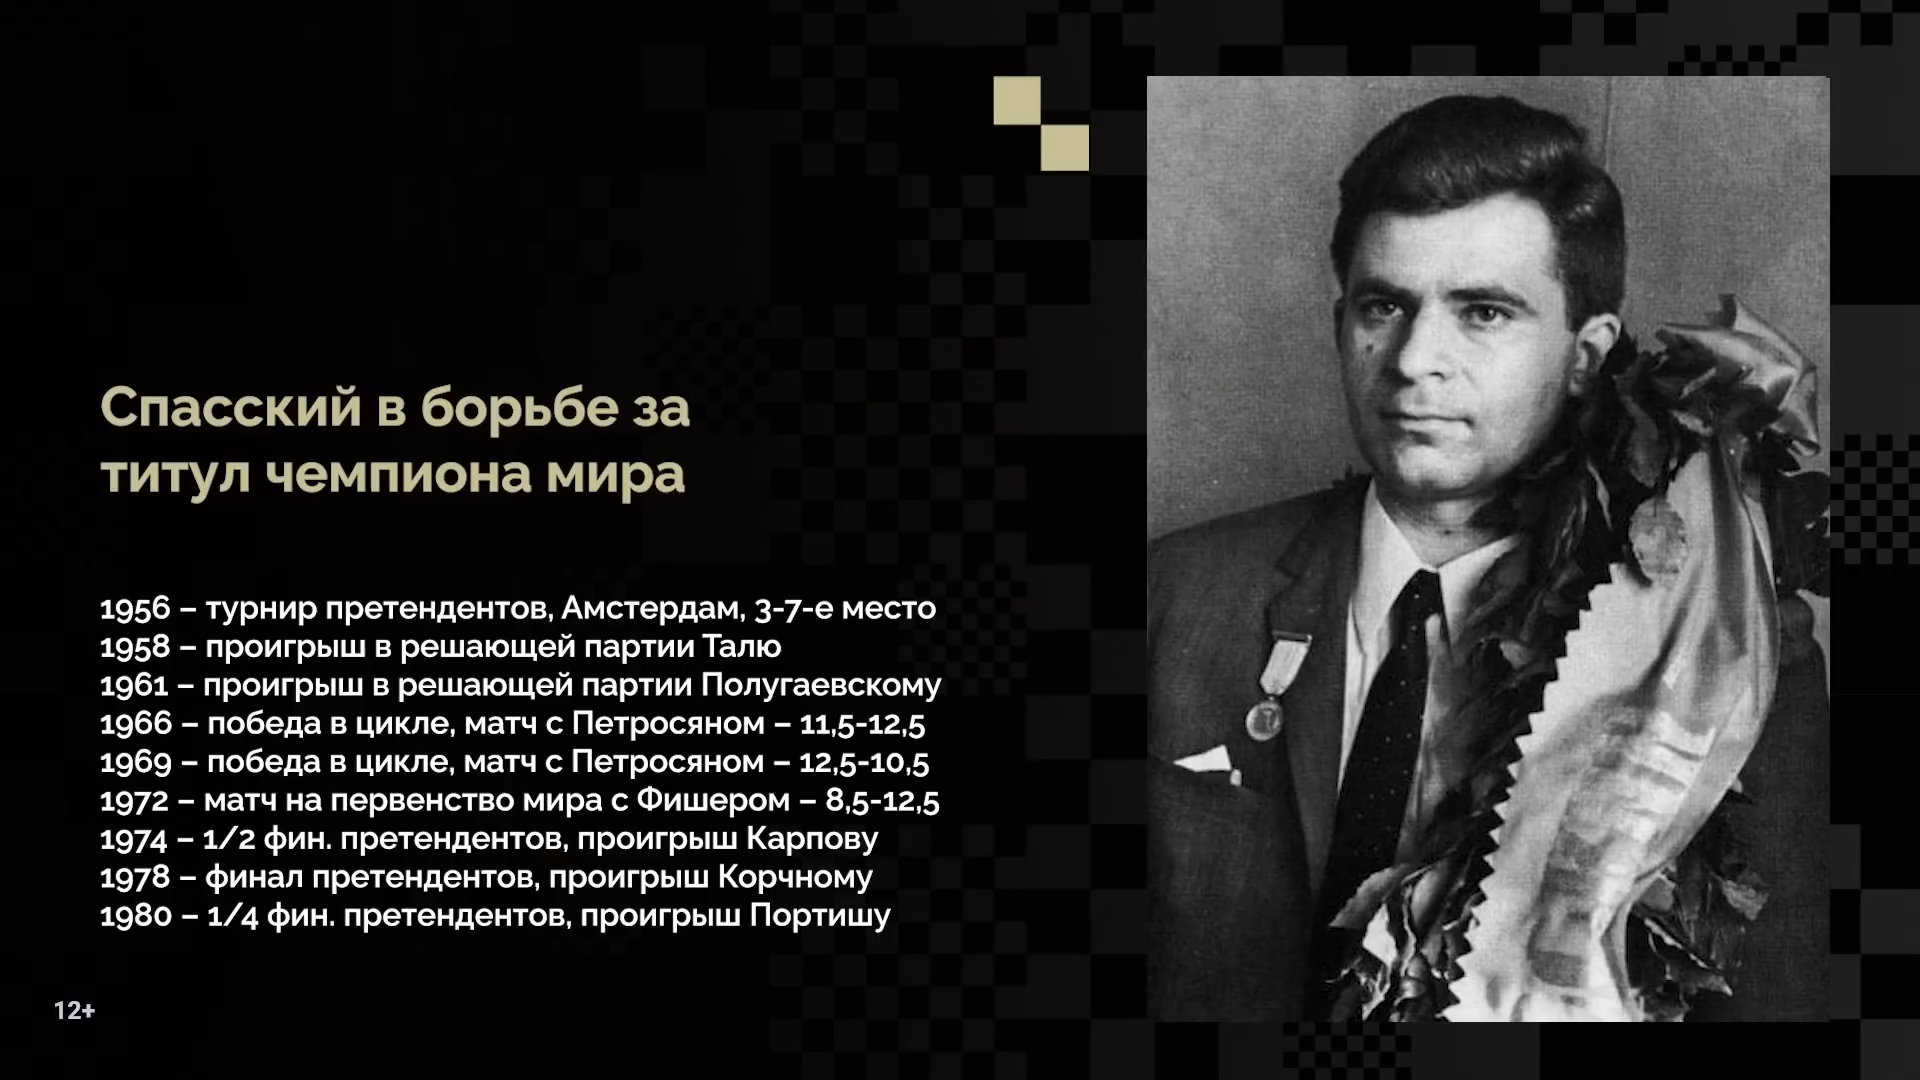 Спасский в борьбе за
титул чемпиона мира
1956 – турнир претендентов, Амстердам, 3-7-е место
1958 – проигрыш в решающей партии Талю
1961 – проигрыш в решающей партии Полугаевскому
1966 – победа в цикле, матч с Петросяном – 11,5-12,5
1969 – победа в цикле, матч с Петросяном – 12,5-10,5
1972 – матч на первенство мира с Фишером – 8,5-12,5
1974 – 1/2 фин. претендентов, проигрыш Карпову
1978 – финал претендентов, проигрыш Корчному
1980 – 1/4 фин. претендентов, проигрыш Портишу
12+